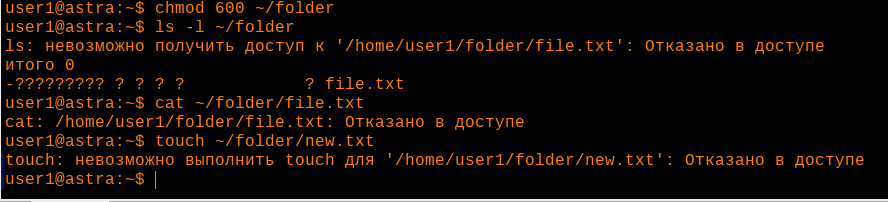 user1@astra:~$ chmod 600 ~/folder
user1@astra:~$ ls -l ~/folder
ls: невозможно получить доступ к '/home/user1/folder/file.txt': Отказано в доступе
итого 0
-????????? ? ? ? ?            ? file.txt
user1@astra:~$ cat ~/folder/file.txt
cat: /home/user1/folder/file.txt: Отказано в доступе
user1@astra:~$ touch ~/folder/new.txt
touch: невозможно выполнить touch для '/home/user1/folder/new.txt': Отказано в доступе
user1@astra:~$